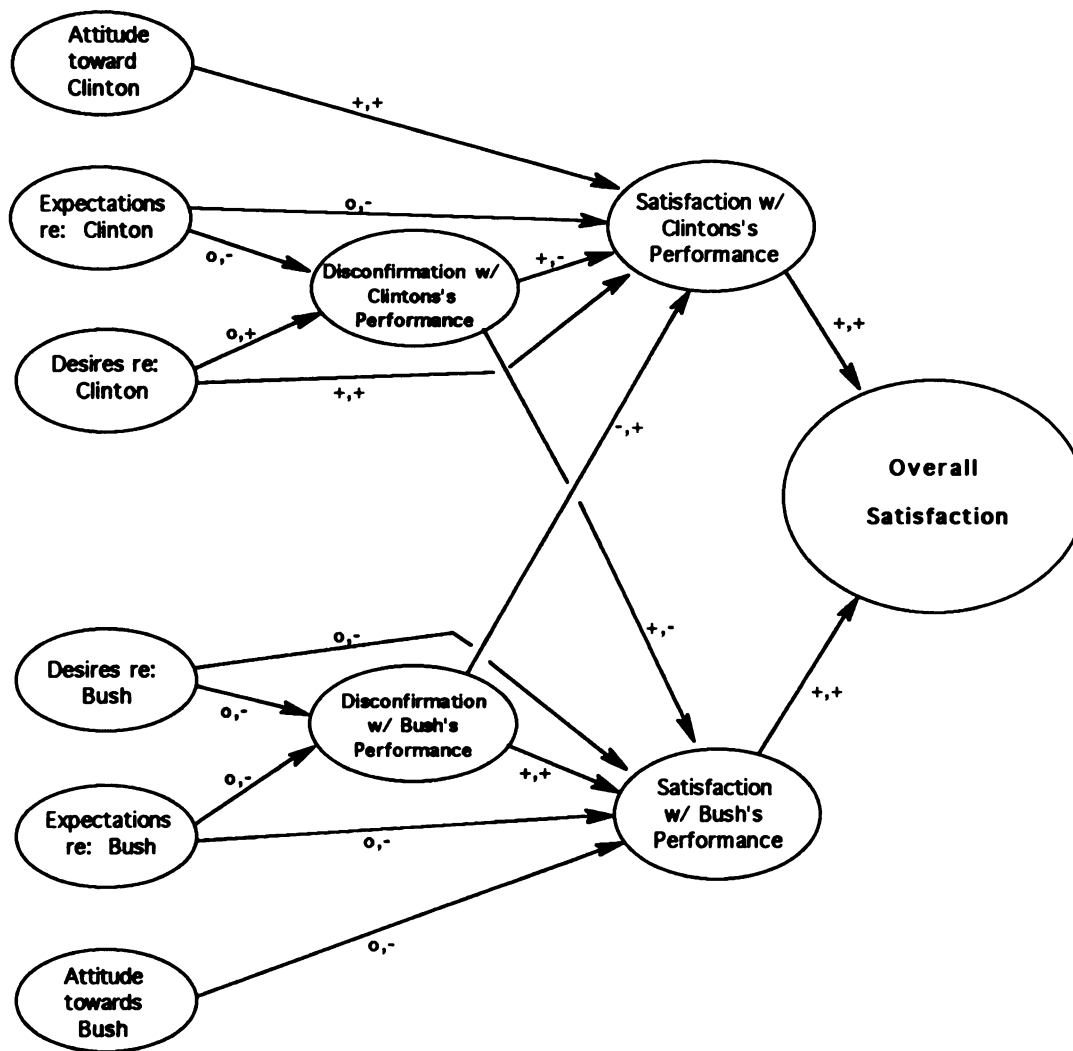 Attitude
toward
Clinton
+,+
Expectations
re: Clinton
o,-
o,-
Satisfaction w/
Clintons's
Performance
Disconfirmation w/
Clintons's
Performance
+,-
o,+
Desires re:
Clinton
+,+
+,+
-,+
Overall
Satisfaction
Desires re:
Bush
o,-
o,-
+,-
Disconfirmation
w/ Bush's
Performance
+,+
+,+
Expectations
re: Bush
o,-
o,-
Satisfaction
w/ Bush's
Performance
o,-
Attitude
towards
Bush